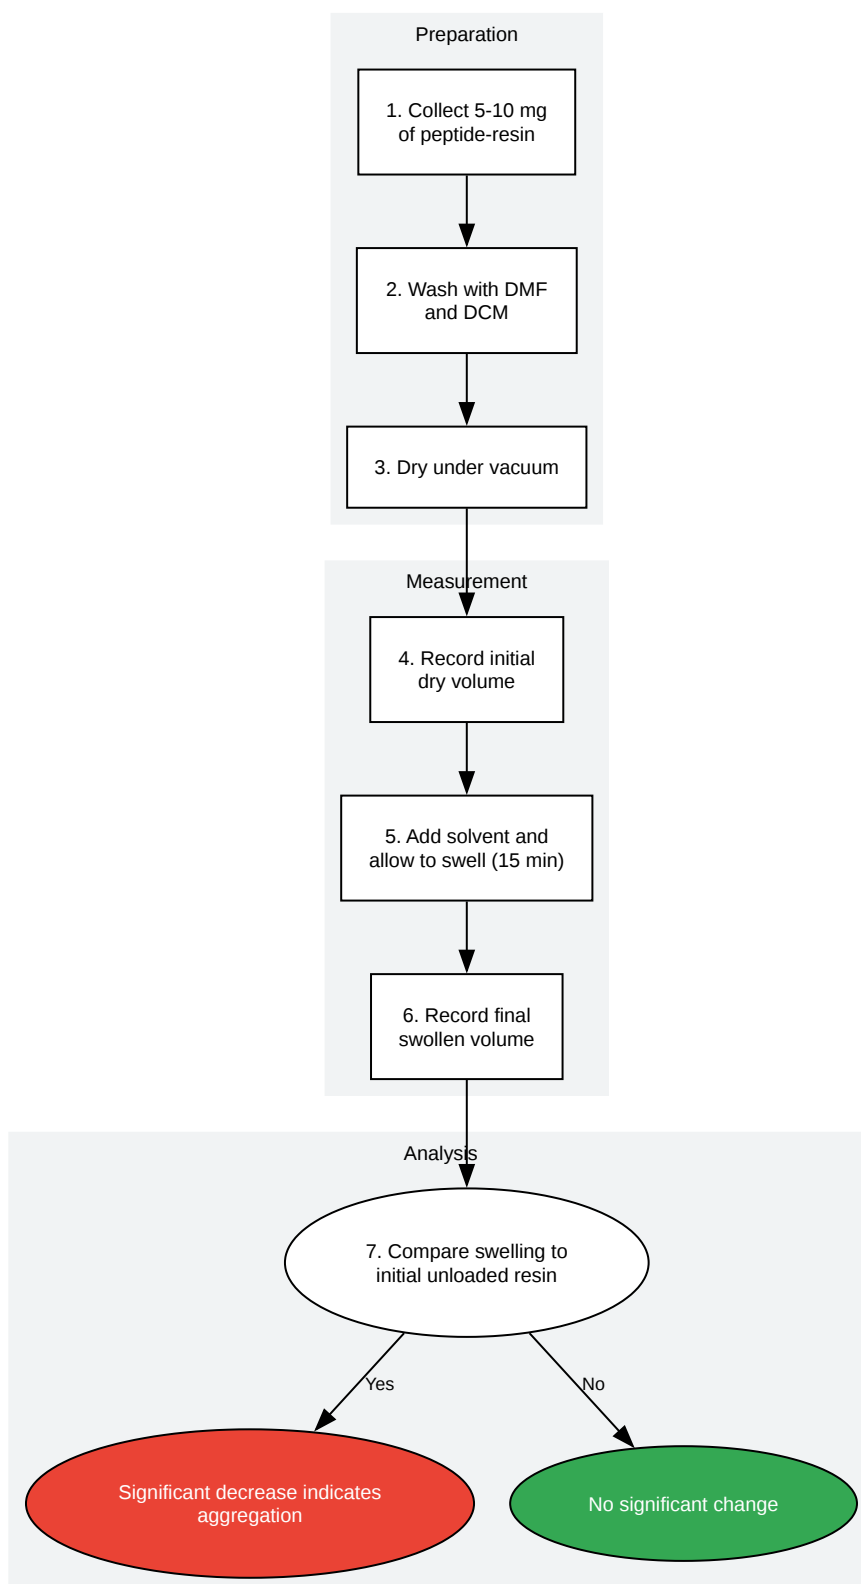 Preparation
1. Collect 5-10 mg
of peptide-resin
2. Wash with DMF
and DCM
3. Dry under vacuum
Measurement
4. Record initial
dry volume
5. Add solvent and
allow to swell (15 min)
6. Record final
swollen volume
Analysis
7. Compare swelling to
initial unloaded resin
Yes
No
Significant decrease indicates
aggregation
No significant change